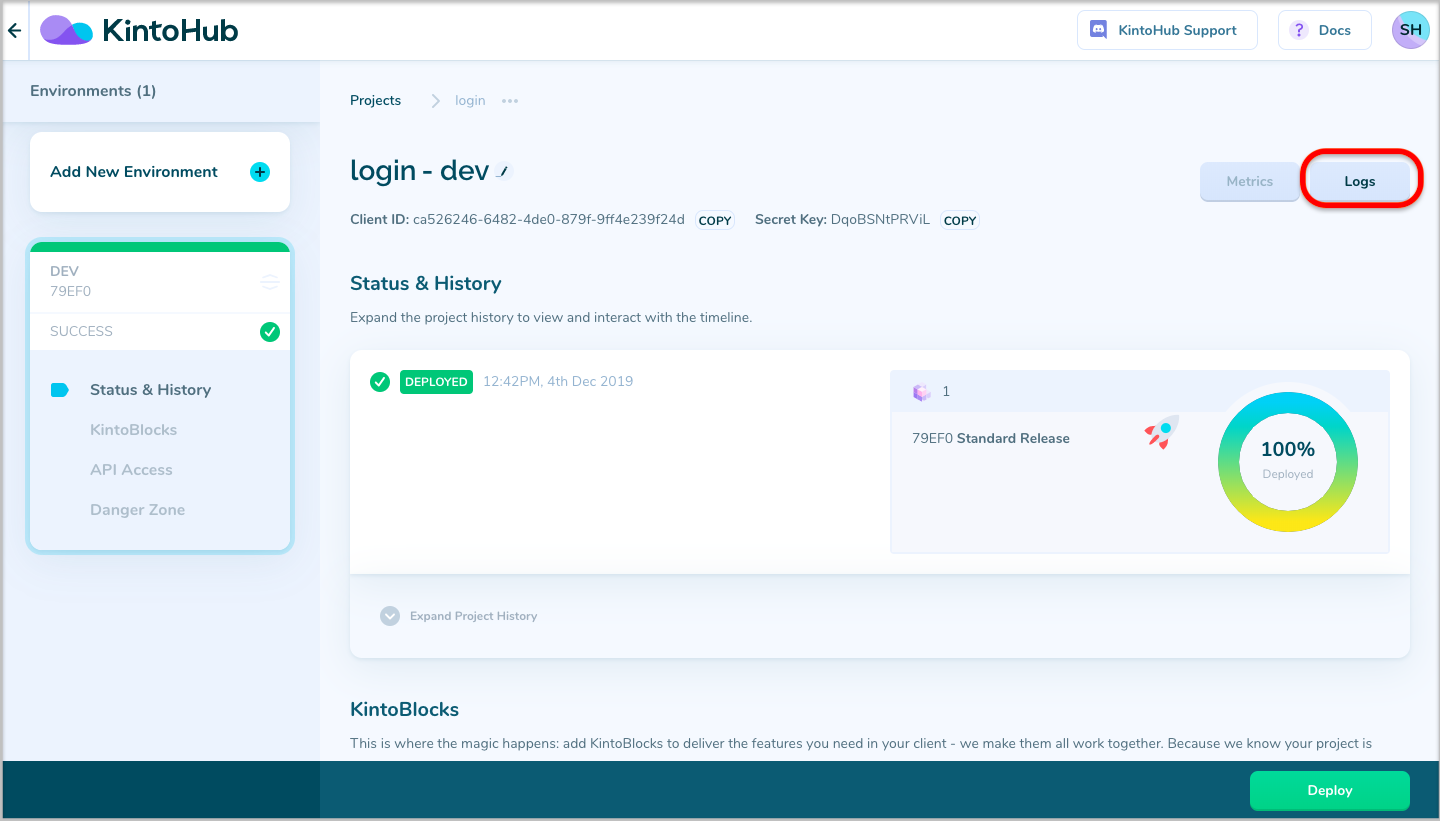 KintoHub
KintoHub Support
? Docs
SH
Environments (1)
Add New Environment
DEV
79EF0
SUCCESS
Status & History
KintoBlocks
API Access
Danger Zone
Projects
login
login - dev
Metrics
Logs
Client ID: ca526246-6482-4de0-879f-9ff4e239f24d COPY Secret Key: DqoBSNtPRViL COPY
Status & History
Expand the project history to view and interact with the timeline.
DEPLOYED 12:42PM, 4th Dec 2019
1
79EF0 Standard Release
100%
Deployed
Expand Project History
KintoBlocks
This is where the magic happens: add KintoBlocks to deliver the features you need in your client - we make them all work together. Because we know your project is
Deploy